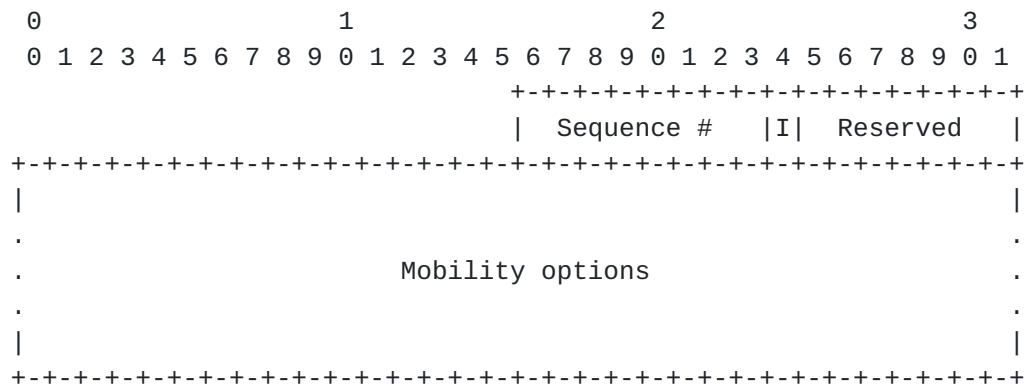 0                   1                   2                   3
 0 1 2 3 4 5 6 7 8 9 0 1 2 3 4 5 6 7 8 9 0 1 2 3 4 5 6 7 8 9 0 1
                                +-+-+-+-+-+-+-+-+-+-+-+-+-+-+-+-+
                                |  Sequence #   |I|  Reserved   |
+-+-+-+-+-+-+-+-+-+-+-+-+-+-+-+-+-+-+-+-+-+-+-+-+-+-+-+-+-+-+-+-+
|                                                               |
.                                                               .
.                        Mobility options                       .
.                                                               .
|                                                               |
+-+-+-+-+-+-+-+-+-+-+-+-+-+-+-+-+-+-+-+-+-+-+-+-+-+-+-+-+-+-+-+-+